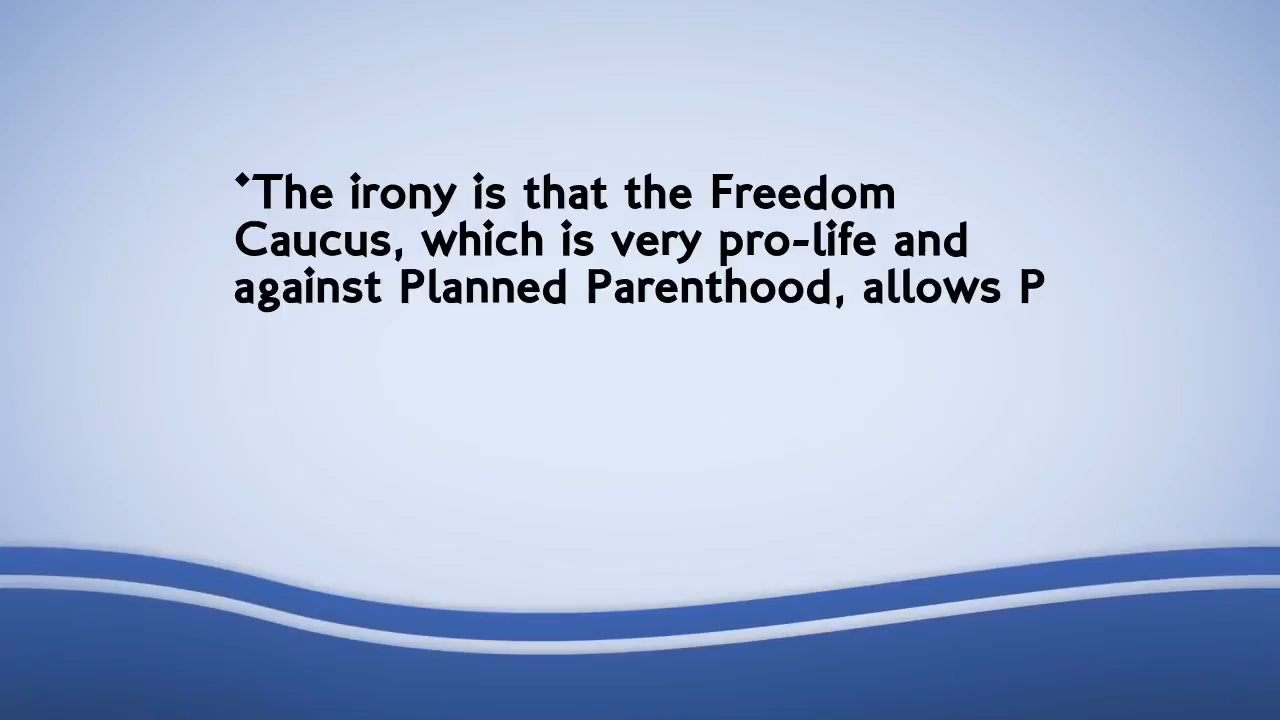 "The irony is that the Freedom
Caucus, which is very pro-life and
against Planned Parenthood, allows P